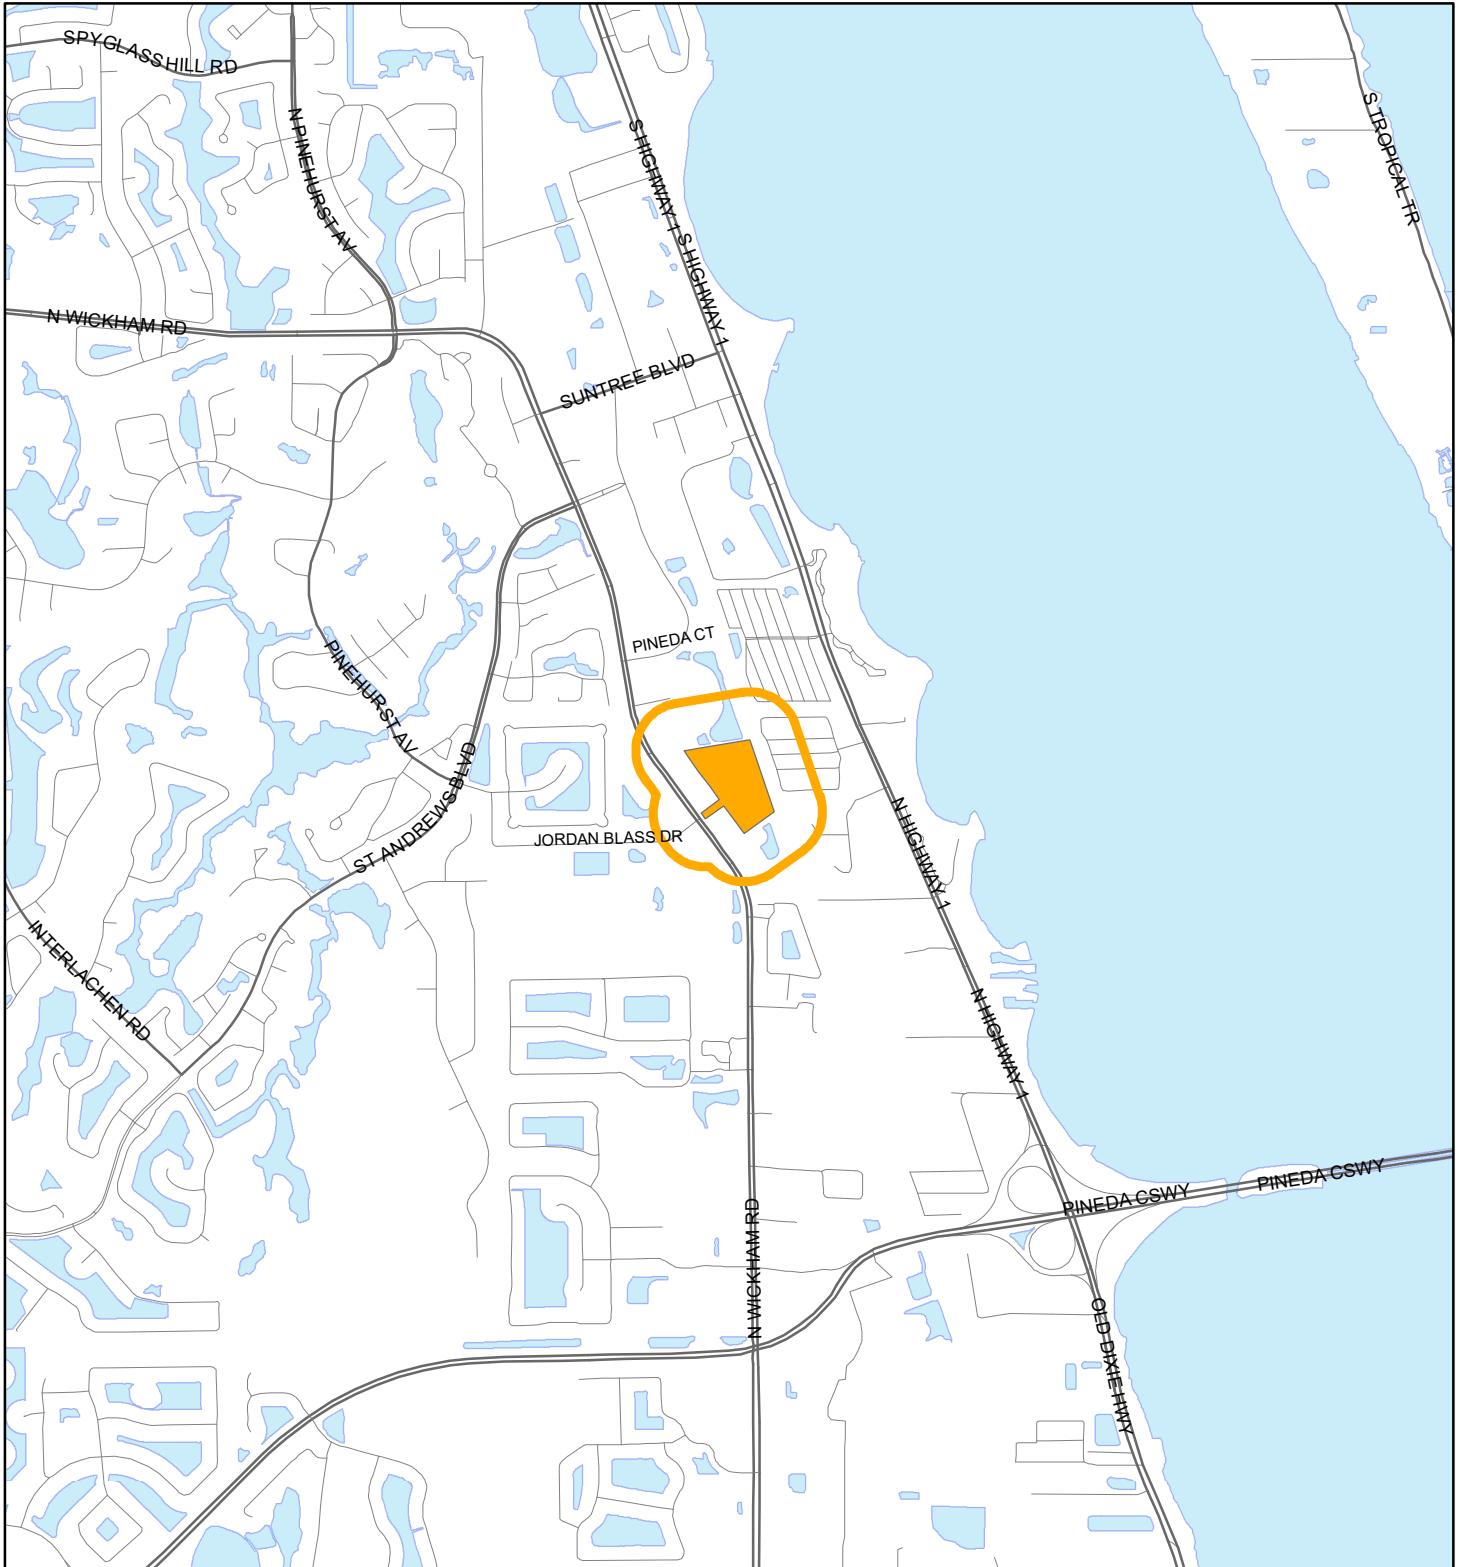 SPYGLASS HILL RD
N PINEHURST AV
S HIGHWAY 1
S TROPICAL TR
S HIGHWAY 1
N WICKHAM RD
SUNTREE BLVD
PINEDA CT
PINEHURST AV
ST ANDREWS BLVD
JORDAN BLASS DR
N HIGHWAY 1
INTERLACHEN RD
N HIGHWAY 1
PINEDA CSWY
PINEDA CSWY
N WICKHAM RD
OLD DIXIE HWY